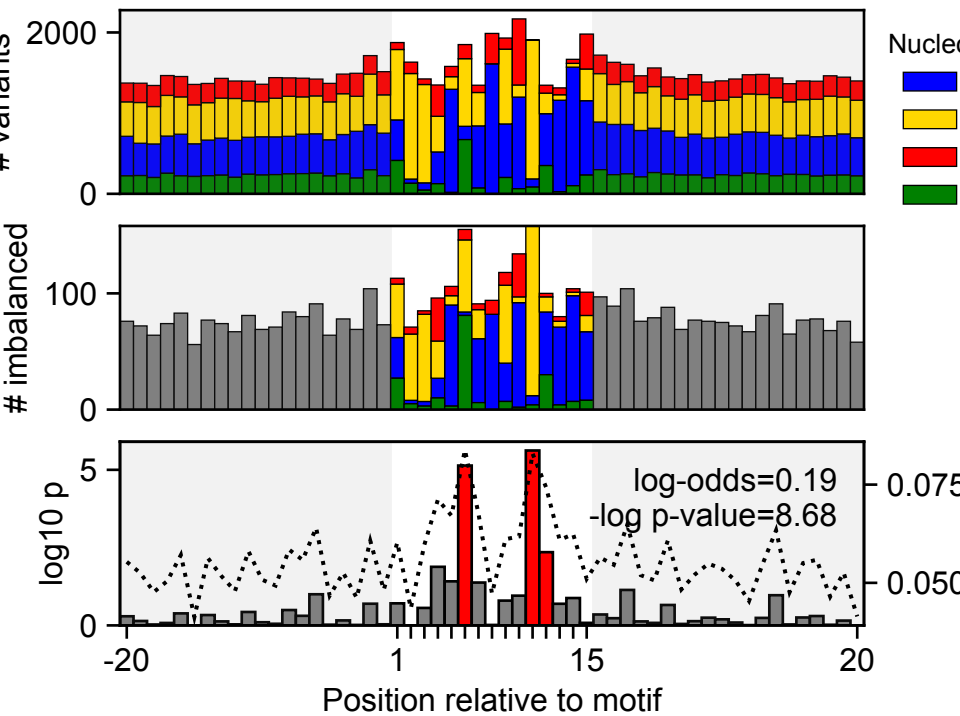 2000
0
# variants
Nucleo
100
0
# imbalanced
5
0
log10 p
log-odds=0.19
-log p-value=8.68
0.075
0.050
-20
1
15
20
Position relative to motif